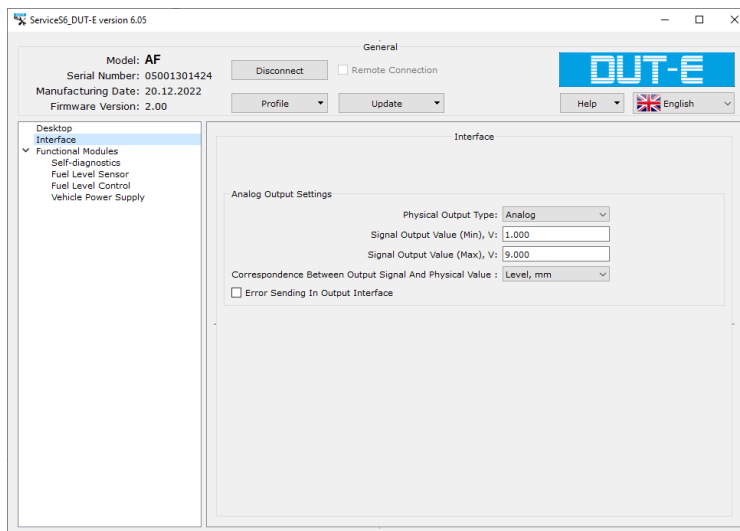 ServiceS6_DUT-E version 6.05
General
Model: AF
Serial Number: 05001301424
Manufacturing Date: 20.12.2022
Firmware Version: 2.00
Disconnect
Remote Connection
Profile
Update
DUT-E
Help
English
Desktop
Interface
Functional Modules
Self-diagnostics
Fuel Level Sensor
Fuel Level Control
Vehicle Power Supply
Interface
Analog Output Settings
Physical Output Type: Analog
Signal Output Value (Min), V: 1.000
Signal Output Value (Max), V: 9.000
Correspondence Between Output Signal And Physical Value : Level, mm
Error Sending In Output Interface